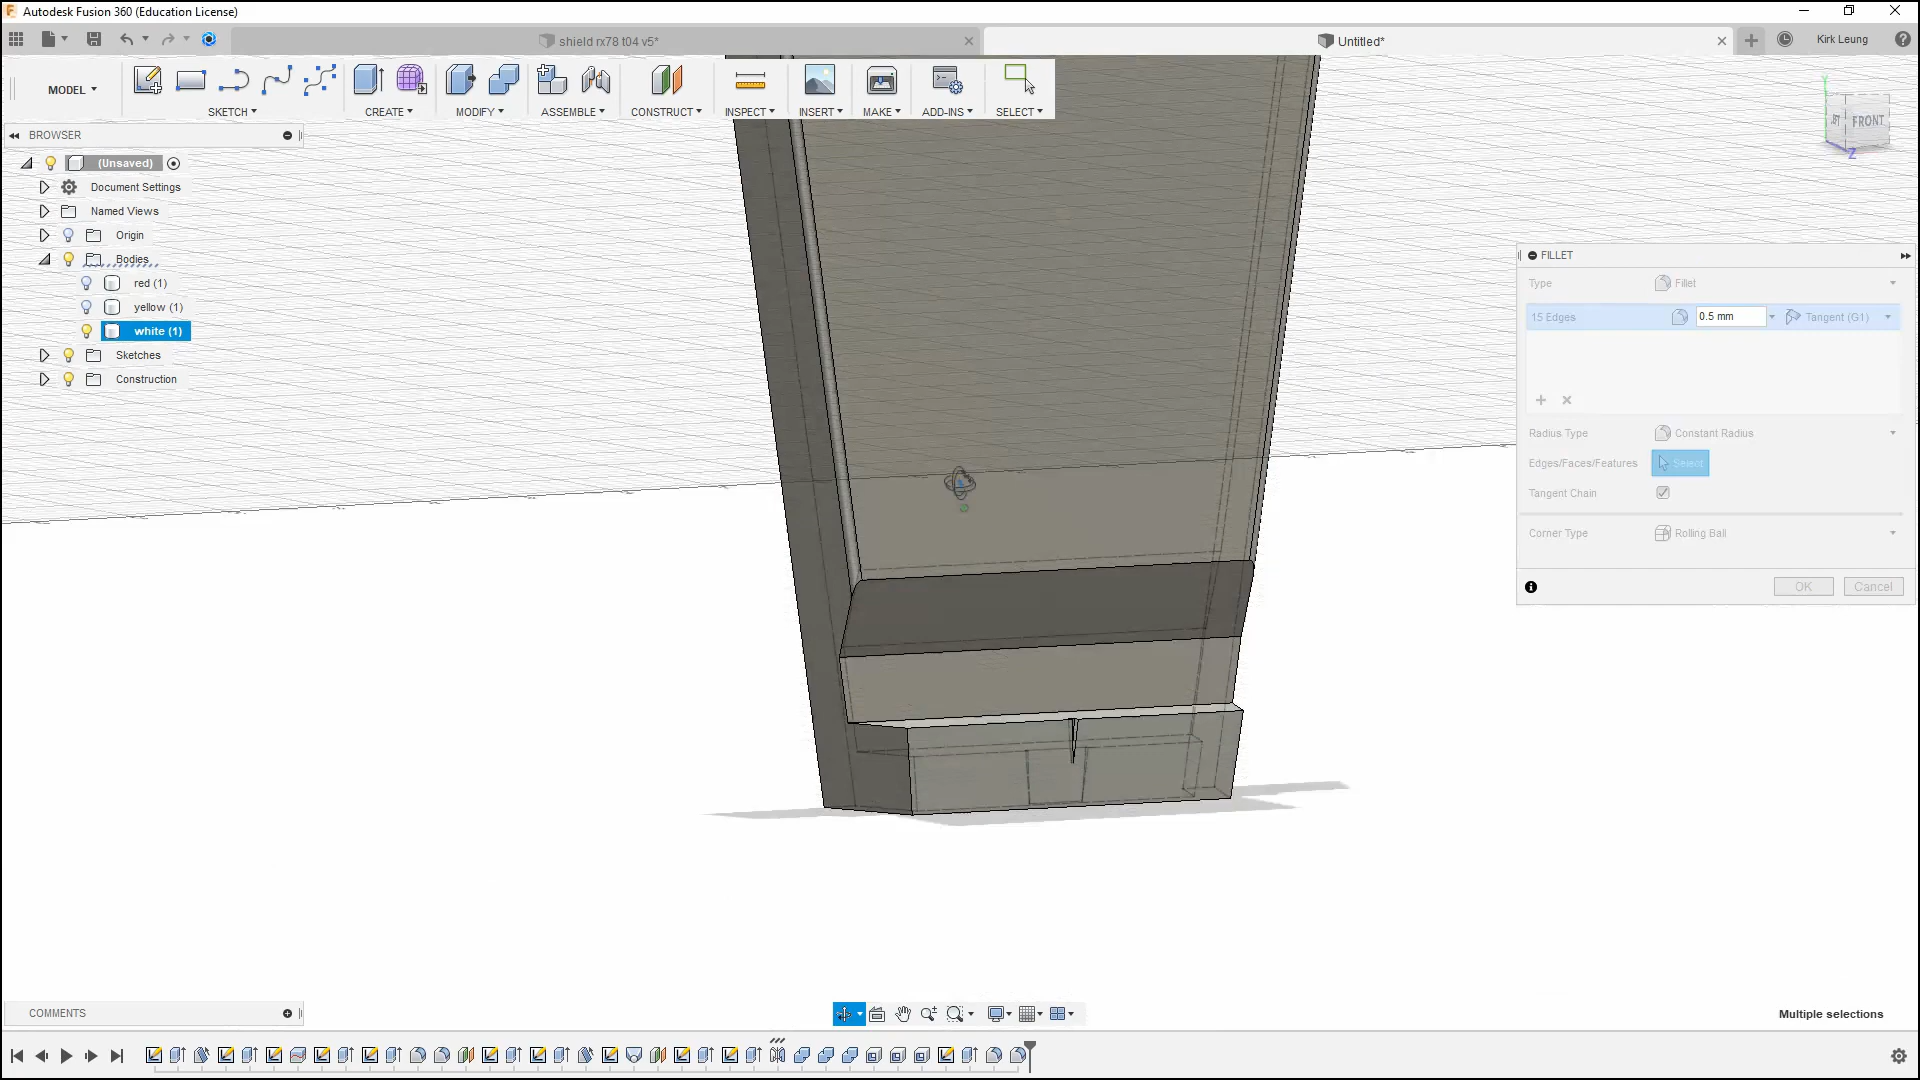 Autodesk Fusion 360 (Education License)
shield rx78 t04 v5*
Untitled*
Kirk Leung
MODEL
SKETCH
CREATE
MODIFY
ASSEMBLE
CONSTRUCT
INSPECT
INSERT
MAKE
ADD-INS
SELECT
BROWSER
(Unsaved)
Document Settings
Named Views
Origin
Bodies
red (1)
yellow (1)
white (1)
Sketches
Construction
Y
FRONT
Z
FILLET
Type Fillet
15 Edges 0.5 mm Tangent (G1)
Radius Type Constant Radius
Edges/Faces/Features Select
Tangent Chain
Corner Type Rolling Ball
OK Cancel
COMMENTS
Multiple selections